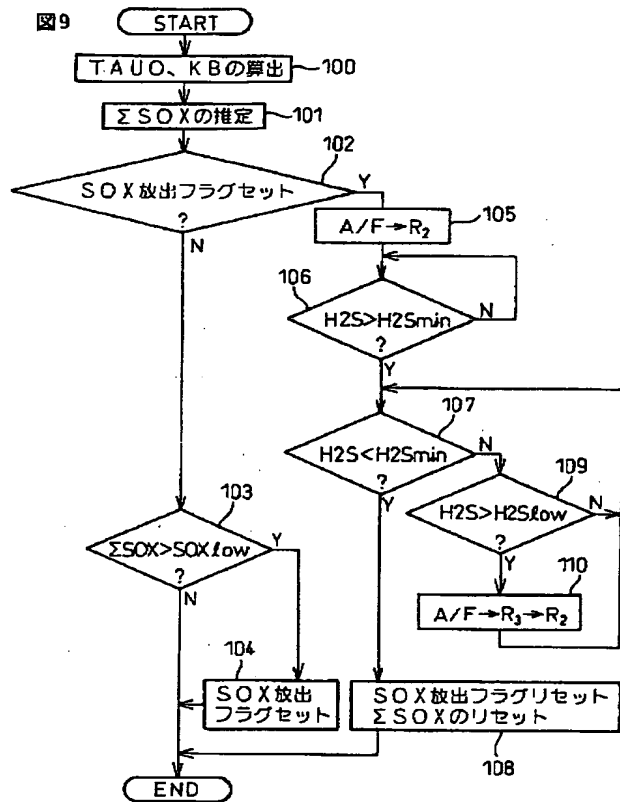 図9
START
TAUO、KBの算出
100
ΣSOXの推定
101
102
SOX放出フラグセット
?
Y
N
A/F→R₂
105
106
H2S>H2Smin
?
N
Y
107
H2S<H2Smin
?
N
Y
109
H2S>H2Slow
?
N
Y
103
ΣSOX>SOXlow
?
Y
N
110
A/F→R₃→R₂
104
SOX放出
フラグセット
SOX放出フラグリセット
ΣSOXのリセット
108
END